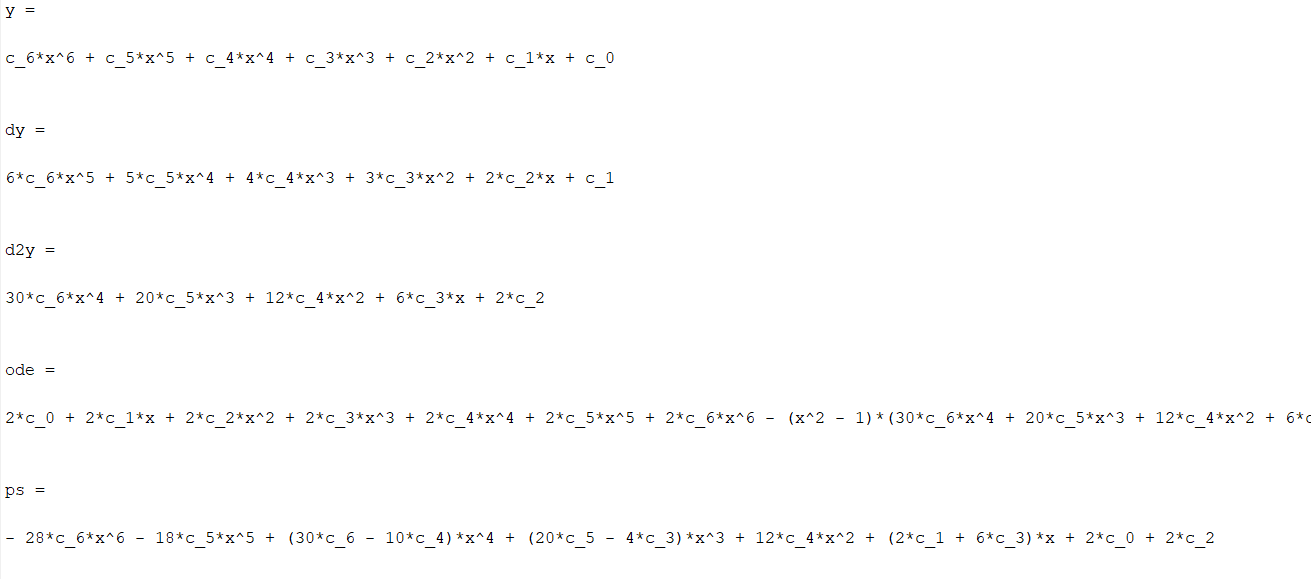 y =
c_6*x^6 + c_5*x^5 + c_4*x^4 + c_3*x^3 + c_2*x^2 + c_1*x + c_0
dy =
6*c_6*x^5 + 5*c_5*x^4 + 4*c_4*x^3 + 3*c_3*x^2 + 2*c_2*x + c_1
d2y =
30*c_6*x^4 + 20*c_5*x^3 + 12*c_4*x^2 + 6*c_3*x + 2*c_2
ode =
2*c_0 + 2*c_1*x + 2*c_2*x^2 + 2*c_3*x^3 + 2*c_4*x^4 + 2*c_5*x^5 + 2*c_6*x^6 - (x^2 - 1)*(30*c_6*x^4 + 20*c_5*x^3 + 12*c_4*x^2 + 6*c
ps =
- 28*c_6*x^6 - 18*c_5*x^5 + (30*c_6 - 10*c_4)*x^4 + (20*c_5 - 4*c_3)*x^3 + 12*c_4*x^2 + (2*c_1 + 6*c_3)*x + 2*c_0 + 2*c_2